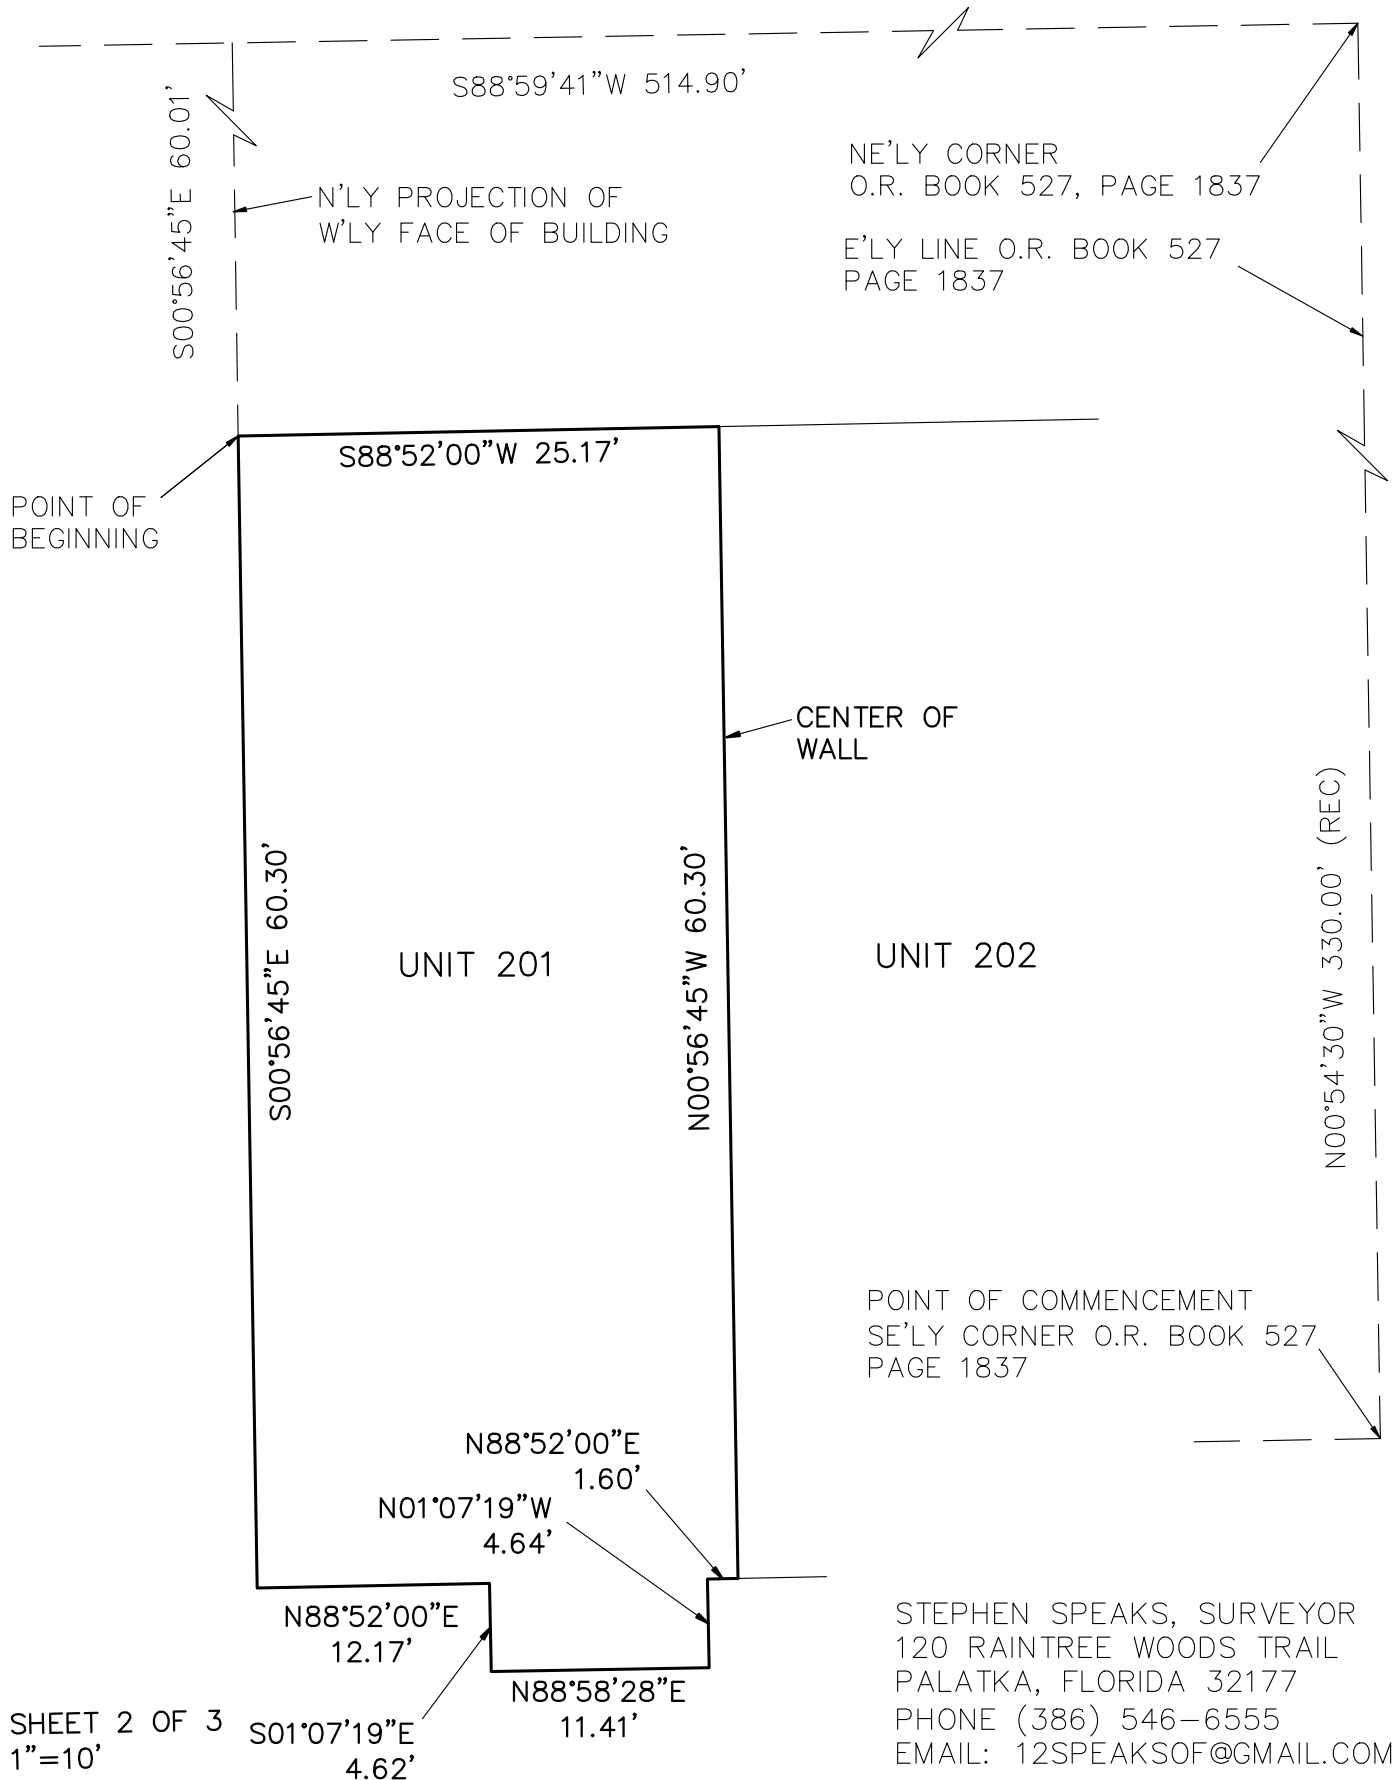 S88°59'41"W 514.90'
S00°56'45"E 60.01'
NE'LY CORNER
O.R. BOOK 527, PAGE 1837
N'LY PROJECTION OF
W'LY FACE OF BUILDING
E'LY LINE O.R. BOOK 527
PAGE 1837
S88°52'00"W 25.17'
POINT OF
BEGINNING
CENTER OF
WALL
S00°56'45"E 60.30'
N00°56'45"W 60.30'
N00°54'30"W 330.00' (REC)
UNIT 201
UNIT 202
POINT OF COMMENCEMENT
SE'LY CORNER O.R. BOOK 527
PAGE 1837
N88°52'00"E
1.60'
N01°07'19"W
4.64'
N88°52'00"E
12.17'
N88°58'28"E
11.41'
S01°07'19"E
4.62'
SHEET 2 OF 3
1"=10'
STEPHEN SPEAKS, SURVEYOR
120 RAINTREE WOODS TRAIL
PALATKA, FLORIDA 32177
PHONE (386) 546-6555
EMAIL: 12SPEAKSOF@GMAIL.COM